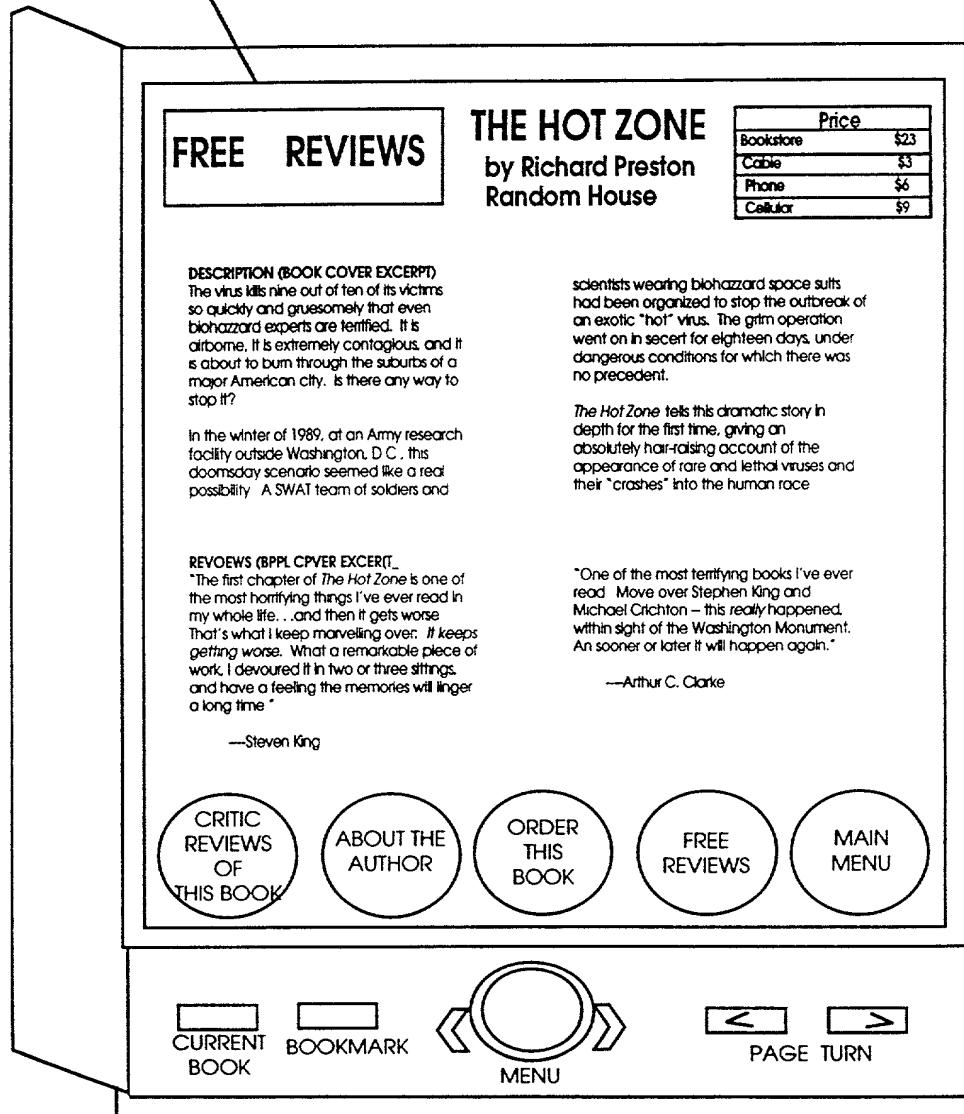 FREE REVIEWS
THE HOT ZONE
by Richard Preston
Random House
Price
Bookstore $23
Cable $3
Phone $6
Cellular $9
DESCRIPTION (BOOK COVER EXCERPT)
The virus kills nine out of ten of its victims
so quickly and gruesomely that even
biohazzard experts are terrified. It is
airborne, it is extremely contagious, and it
is about to burn through the suburbs of a
major American city. Is there any way to
stop it?
In the winter of 1989, at an Army research
facility outside Washington, D C , this
doomsday scenario seemed like a real
possibility A SWAT team of soldiers and
scientists wearing biohazzard space suits
had been organized to stop the outbreak of
an exotic "hot" virus. The grim operation
went on in secert for eighteen days, under
dangerous conditions for which there was
no precedent.
The Hot Zone tells this dramatic story in
depth for the first time, giving an
absolutely hair-raising account of the
appearance of rare and lethal viruses and
their "crashes" into the human race
REVOEWS (BPPL CPVER EXCER(T_
"The first chapter of The Hot Zone is one of
the most horrifying things I've ever read in
my whole life. . .and then it gets worse
That's what I keep marvelling over: It keeps
getting worse. What a remarkable piece of
work, I devoured it in two or three sittings,
and have a feeling the memories will linger
a long time "
----Steven King
"One of the most terrifying books I've ever
read Move over Stephen King and
Michael Crichton – this really happened,
within sight of the Washington Monument.
An sooner or later it will happen again."
----Arthur C. Clarke
CRITIC
REVIEWS
OF
THIS BOOK
ABOUT THE
AUTHOR
ORDER
THIS
BOOK
FREE
REVIEWS
MAIN
MENU
CURRENT
BOOK
BOOKMARK
MENU
< >
PAGE TURN